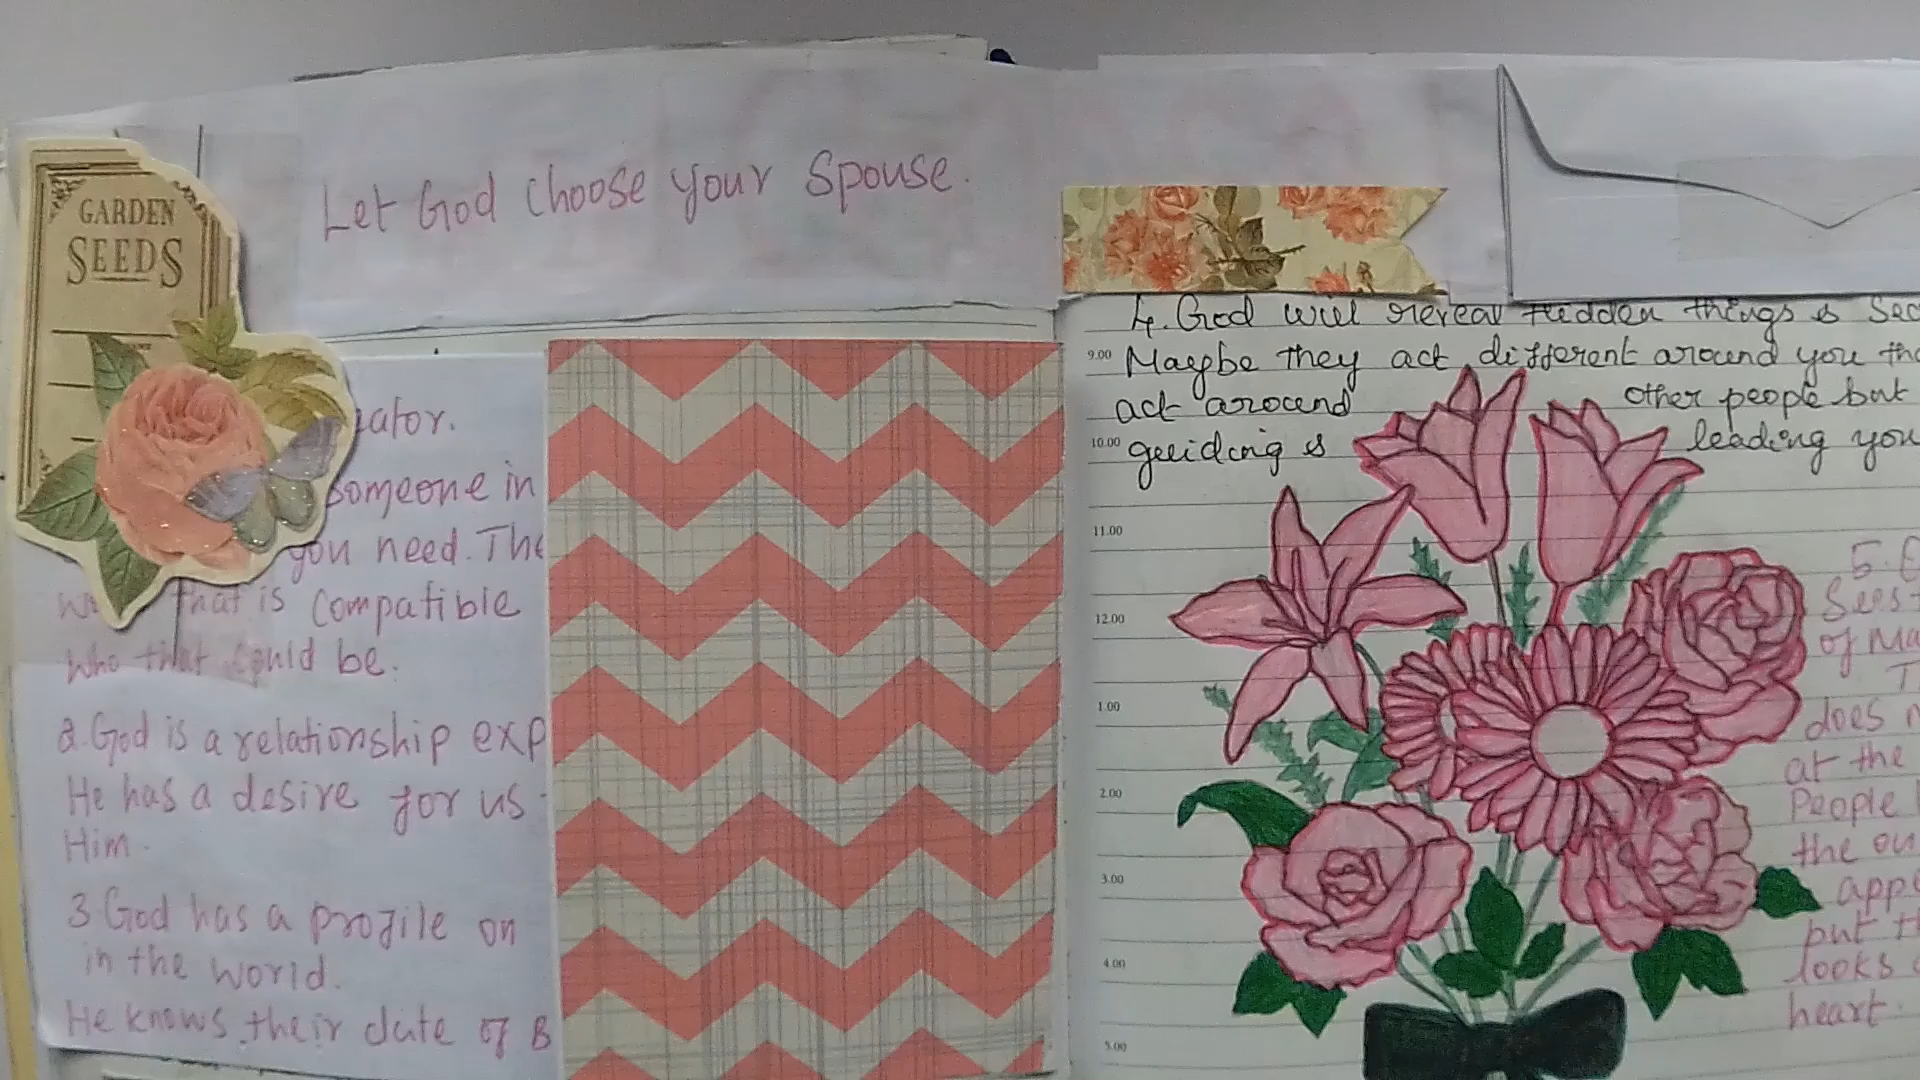 Let God choose your Spouse.
GARDEN
SEEDS
someone in
you need. The
that is compatible
who that could be.
2. God is a relationship exp
He has a desire for us
Him.
3 God has a profile on
in the world.
He knows their date of B
4. God will reveal Hidden things & Sec
9.00 Maybe they act different around you tha
act around other people but
10.00 guiding & leading you
11.00
12.00
1.00
2.00
3.00
4.00
5.00
5.
Sees
of Ma
does n
at the
People
the ou
appe
but th
looks
heart.